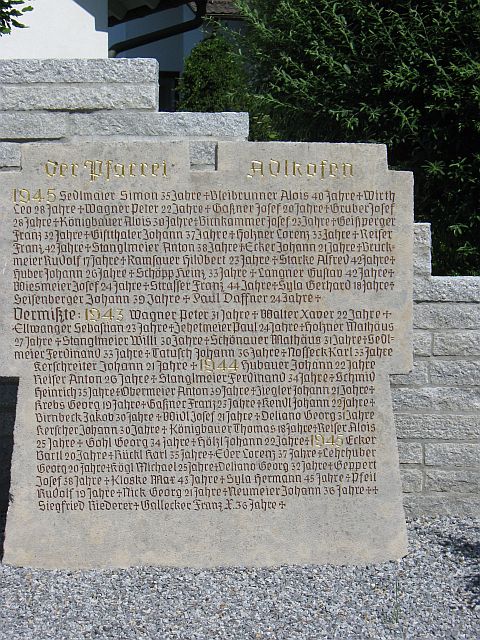 der Pfarrei Adlkofen
1945 Sedlmaier Simon 35 Jahre + Bleibrunner Alois 40 Jahre + Wirth
Leo 28 Jahre + Wagner Peter 22 Jahre + Gaßner Josef 20 Jahre + Gruber Josef
28 Jahre + Königbauer Alois 30 Jahre + Birnkammer Josef 23 Jahre + Geltsperger
Franz 32 Jahre + Gifthaler Johann 37 Jahre + Hohner Lorenz 33 Jahre + Reiser
Franz 42 Jahre + Stanglmeier Anton 38 Jahre + Ecker Johann 21 Jahre + Bruck-
meier Rudolf 17 Jahre + Ramsauer Hildbert 23 Jahre + Starke Alfred 42 Jahre +
Huber Johann 26 Jahre + Schöpp Heinz 33 Jahre + Langner Gustav 42 Jahre +
Wiesmeier Josef 24 Jahre + Strasser Franz 44 Jahre + Syla Gerhard 18 Jahre +
Seisenberger Johann 39 Jahre + Paul Daffner 24 Jahre +
Vermißte: 1943 Wagner Peter 31 Jahre + Walter Xaver 22 Jahre +
Ellwanger Sebastian 23 Jahre + Zehetmeier Paul 24 Jahre + Hohner Mathäus
27 Jahre + Stanglmeier Willi 30 Jahre + Schönauer Mathäus 31 Jahre + Sedl-
meier Ferdinand 33 Jahre + Tatusch Johann 36 Jahre + Nosseck Karl 33 Jahre
Kerschreiter Johann 21 Jahre + 1944 Hubauer Johann 22 Jahre
Reiser Anton 26 Jahre + Stanglmeier Ferdinand 34 Jahre + Schmid
Heinrich 35 Jahre + Obermeier Anton 39 Jahre + Ziegler Johann 21 Jahre +
Krebs Georg 19 Jahre + Gaßner Franz 23 Jahre + Rendl Johann 29 Jahre
Birnbeck Jakob 30 Jahre + Widl Josef 21 Jahre + Deliano Georg 31 Jahre
Kerscher Johann 30 Jahre + Königbauer Thomas 18 Jahre + Reiser Alois
25 Jahre + Gohl Georg 34 Jahre + Hölzl Johann 22 Jahre + 1945 Ecker
Bartl 20 Jahre + Rückl Karl 35 Jahre + Eder Lorenz 37 Jahre + Lehrhuber
Georg 20 Jahre + Kögl Michael 25 Jahre + Deliano Georg 32 Jahre + Geppert
Josef 38 Jahre + Kloske Max 43 Jahre + Syla Hermann 45 Jahre + Pfeil
Rudolf 19 Jahre + Nick Georg 21 Jahre + Neumeier Johann 36 Jahre + +
Siegfried Riederer + Gallecker Franz X. 36 Jahre +